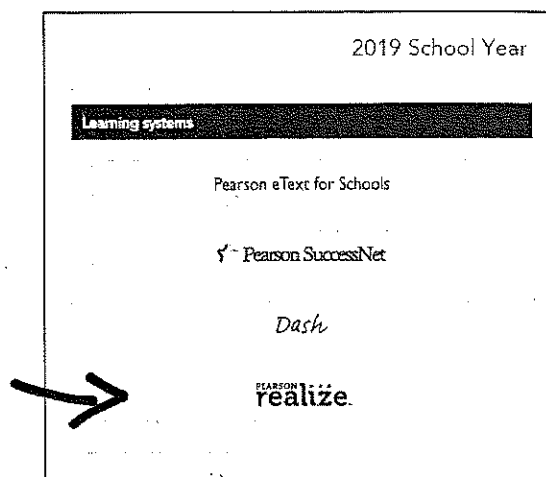 2019 School Year
Learning systems
Pearson eText for Schools
Pearson SuccessNet
Dash
PEARSON
realize